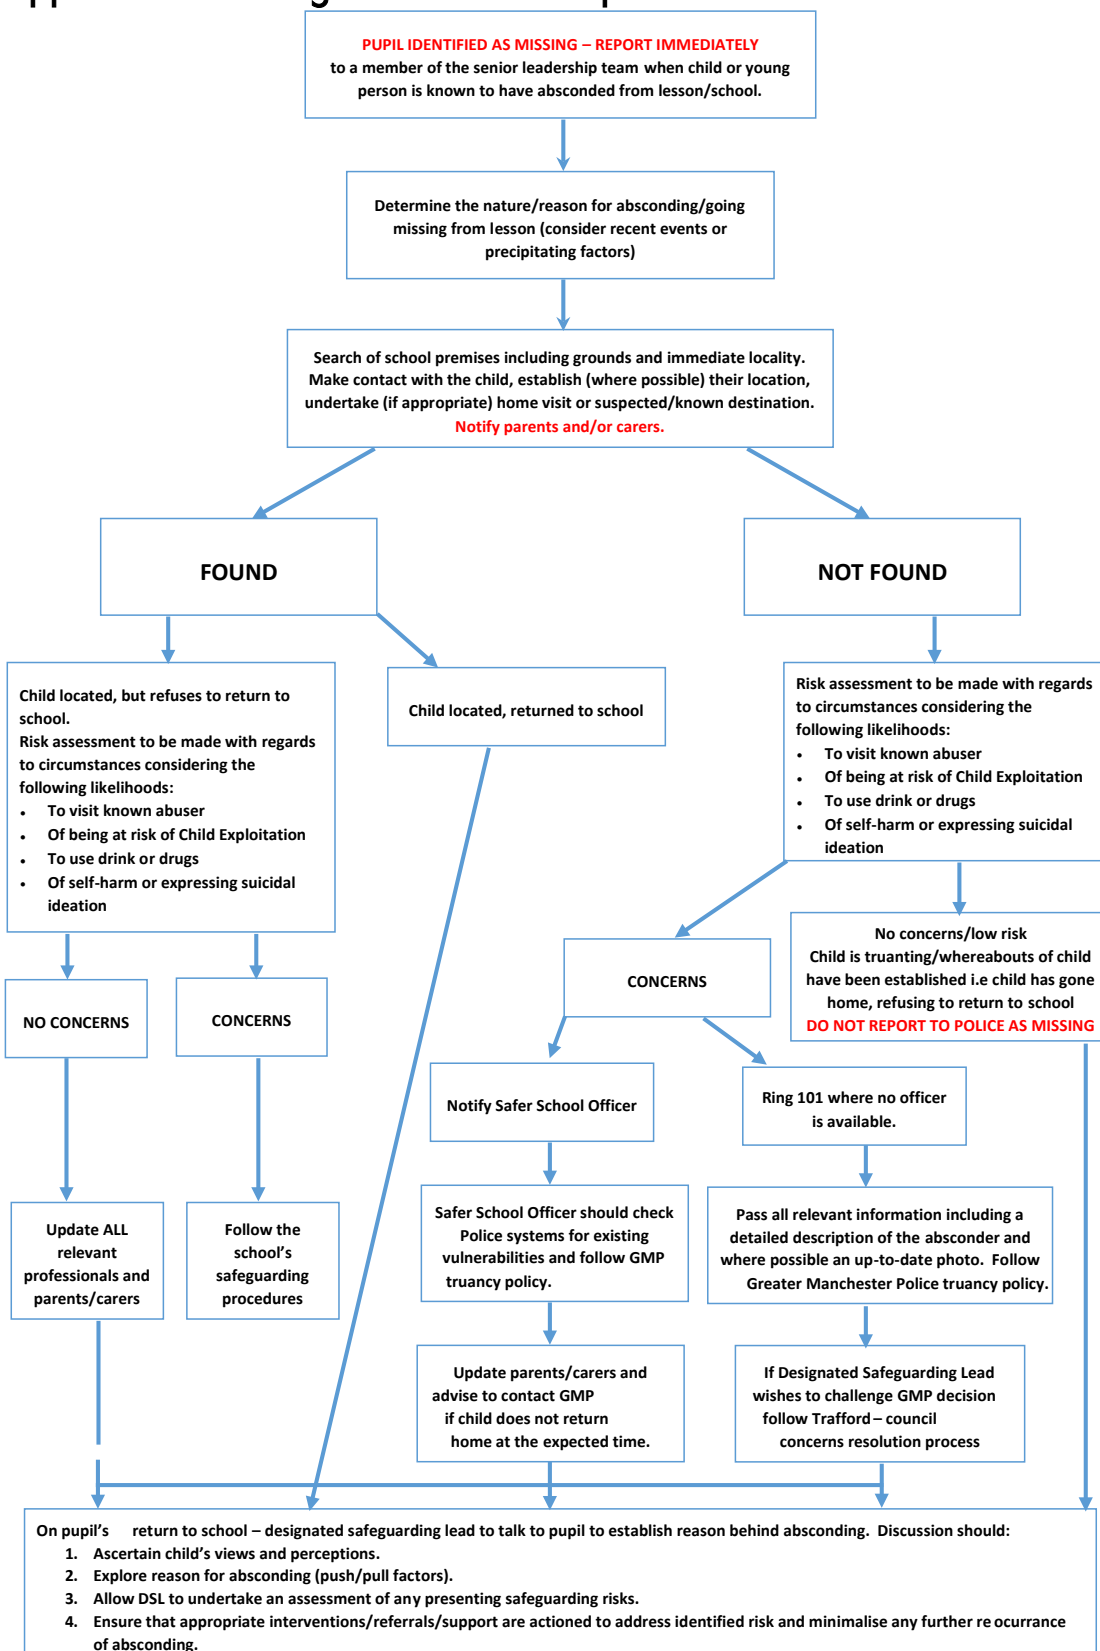 PUPIL IDENTIFIED AS MISSING – REPORT IMMEDIATELY
to a member of the senior leadership team when child or young
person is known to have absconded from lesson/school.
Determine the nature/reason for absconding/going
missing from lesson (consider recent events or
precipitating factors)
Search of school premises including grounds and immediate locality.
Make contact with the child, establish (where possible) their location,
undertake (if appropriate) home visit or suspected/known destination.
Notify parents and/or carers.
FOUND
NOT FOUND
Child located, but refuses to return to
school.
Risk assessment to be made with regards
to circumstances considering the
following likelihoods:
• To visit known abuser
• Of being at risk of Child Exploitation
• To use drink or drugs
• Of self-harm or expressing suicidal
ideation
Child located, returned to school
Risk assessment to be made with regards
to circumstances considering the
following likelihoods:
• To visit known abuser
• Of being at risk of Child Exploitation
• To use drink or drugs
• Of self-harm or expressing suicidal
ideation
NO CONCERNS
CONCERNS
CONCERNS
No concerns/low risk
Child is truanting/whereabouts of child
have been established i.e child has gone
home, refusing to return to school
DO NOT REPORT TO POLICE AS MISSING
Notify Safer School Officer
Ring 101 where no officer
is available.
Update ALL
relevant
professionals and
parents/carers
Follow the
school's
safeguarding
procedures
Safer School Officer should check
Police systems for existing
vulnerabilities and follow GMP
truancy policy.
Pass all relevant information including a
detailed description of the absconder and
where possible an up-to-date photo. Follow
Greater Manchester Police truancy policy.
Update parents/carers and
advise to contact GMP
if child does not return
home at the expected time.
If Designated Safeguarding Lead
wishes to challenge GMP decision
follow Trafford – council
concerns resolution process
On pupil's return to school – designated safeguarding lead to talk to pupil to establish reason behind absconding. Discussion should:
1. Ascertain child's views and perceptions.
2. Explore reason for absconding (push/pull factors).
3. Allow DSL to undertake an assessment of any presenting safeguarding risks.
4. Ensure that appropriate interventions/referrals/support are actioned to address identified risk and minimalise any further re ocurrance
of absconding.